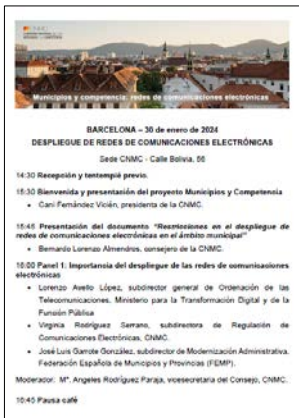 CNMC
Municipios y competencia: redes de comunicaciones electrónicas
BARCELONA – 30 de enero de 2024
DESPLIEGUE DE REDES DE COMUNICACIONES ELECTRÓNICAS
Sede CNMC - Calle Bolivia, 56
14:30 Recepción y tentempié previo.
15:30 Bienvenida y presentación del proyecto Municipios y Competencia
• Cani Fernández Vicién, presidenta de la CNMC.
15:45 Presentación del documento "Restricciones en el despliegue de
redes de comunicaciones electrónicas en el ámbito municipal"
• Bernardo Lorenzo Almendros, consejero de la CNMC.
16:00 Panel 1: Importancia del despliegue de las redes de comunicaciones
electrónicas
• Lorenzo Avello López, subdirector general de Ordenación de las
Telecomunicaciones. Ministerio para la Transformación Digital y de la
Función Pública
• Virginia Rodríguez Serrano, subdirectora de Regulación de
Comunicaciones Electrónicas, CNMC.
• José Luis Garrote González, subdirector de Modernización Administrativa.
Federación Española de Municipios y Provincias (FEMP).
Moderador: Mª. Angeles Rodríguez Paraja, vicesecretaria del Consejo, CNMC.
16:45 Pausa café